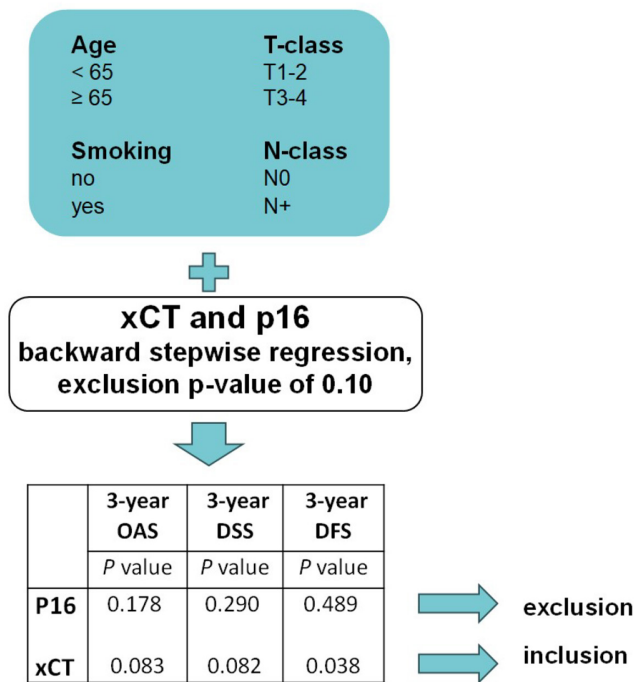 Age
< 65
≥ 65
Smoking
no
yes
T-class
T1-2
T3-4
N-class
N0
N+
xCT and p16
backward stepwise regression,
exclusion p-value of 0.10
3-year OAS 3-year DSS 3-year DFS
P value P value P value
P16 0.178 0.290 0.489 exclusion
xCT 0.083 0.082 0.038 inclusion